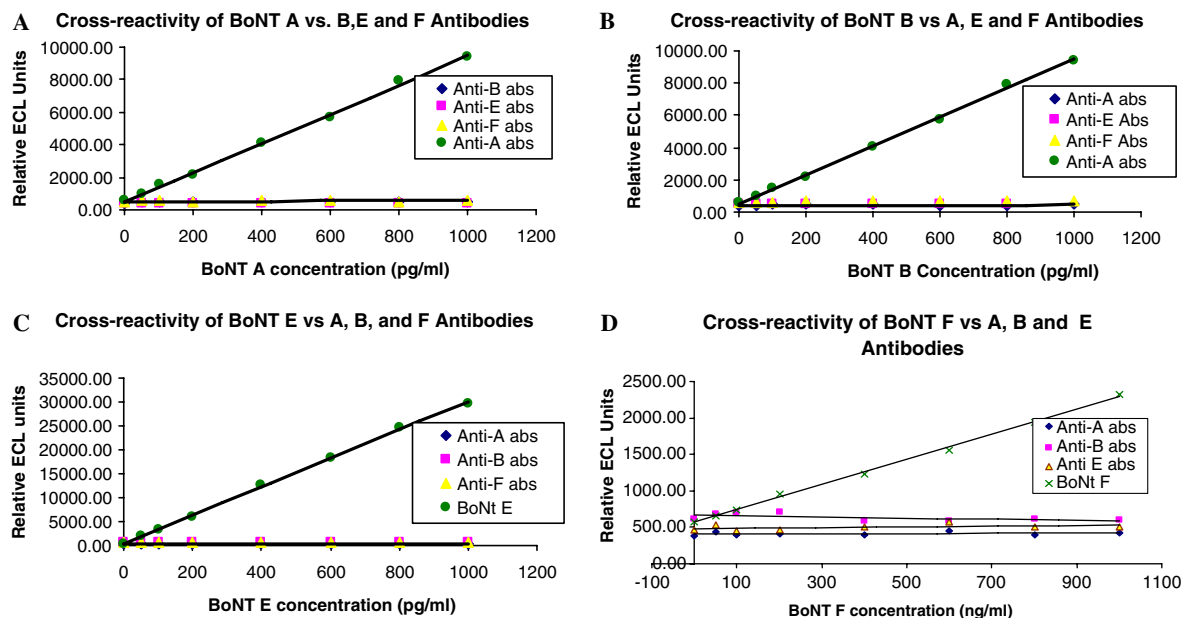 A Cross-reactivity of BoNT A vs. B,E and F Antibodies
Relative ECL Units
10000.00
8000.00
6000.00
4000.00
2000.00
0.00
0 200 400 600 800 1000 1200
BoNT A concentration (pg/ml)
Anti-B abs
Anti-E abs
Anti-F abs
Anti-A abs
B Cross-reactivity of BoNT B vs A, E and F Antibodies
Relative ECL Units
10000.00
8000.00
6000.00
4000.00
2000.00
0.00
0 200 400 600 800 1000 1200
BoNT B Concentration (pg/ml)
Anti-A abs
Anti-E Abs
Anti-F Abs
Anti-A abs
C Cross-reactivity of BoNT E vs A, B, and F Antibodies
Relative ECL units
35000.00
30000.00
25000.00
20000.00
15000.00
10000.00
5000.00
0.00
0 200 400 600 800 1000 1200
BoNT E concentration (pg/ml)
Anti-A abs
Anti-B abs
Anti-F abs
BoNt E
D Cross-reactivity of BoNT F vs A, B and E
Antibodies
Relative ECL Units
2500.00
2000.00
1500.00
1000.00
500.00
0.00
-100 100 300 500 700 900 1100
BoNT F concentration (ng/ml)
Anti-A abs
Anti-B abs
Anti E abs
BoNt F